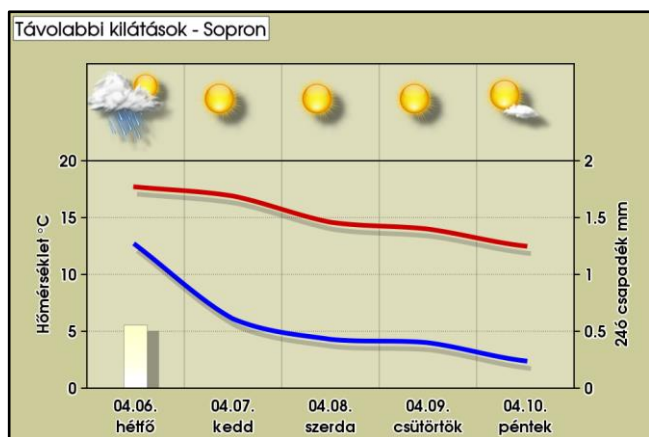 Távolabbi kilátások - Sopron
20
15
10
5
0
Hőmérséklet °C
2
1.5
1
0.5
0
24ó csapadék mm
04.06. 04.07. 04.08. 04.09. 04.10.
hétfő kedd szerda csütörtök péntek